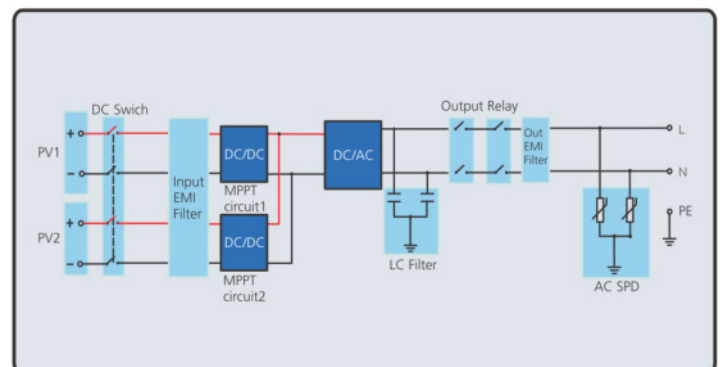 DC Swich
Output Relay
+
PV1
-
+
PV2
-
Input
EMI
Filter
DC/DC
MPPT
circuit1
DC/DC
MPPT
circuit2
DC/AC
LC Filter
Out
EMI
Filter
L
N
PE
AC SPD